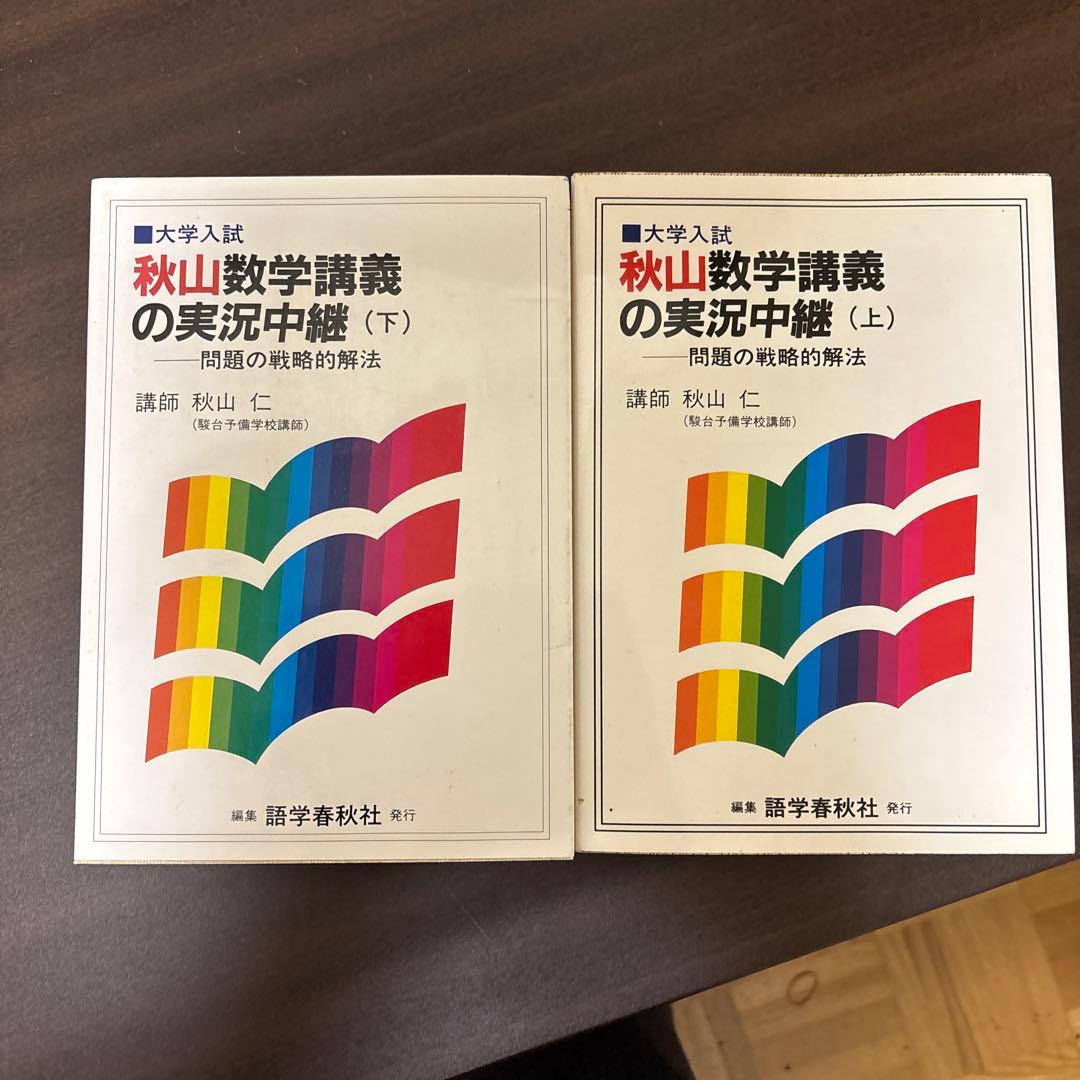 ■大学入試
秋山数学講義
の実況中継（下）
――問題の戦略的解法
講師 秋山 仁
（駿台予備学校講師）
編集 語学春秋社 発行
■大学入試
秋山数学講義
の実況中継（上）
――問題の戦略的解法
講師 秋山 仁
（駿台予備学校講師）
編集 語学春秋社 発行